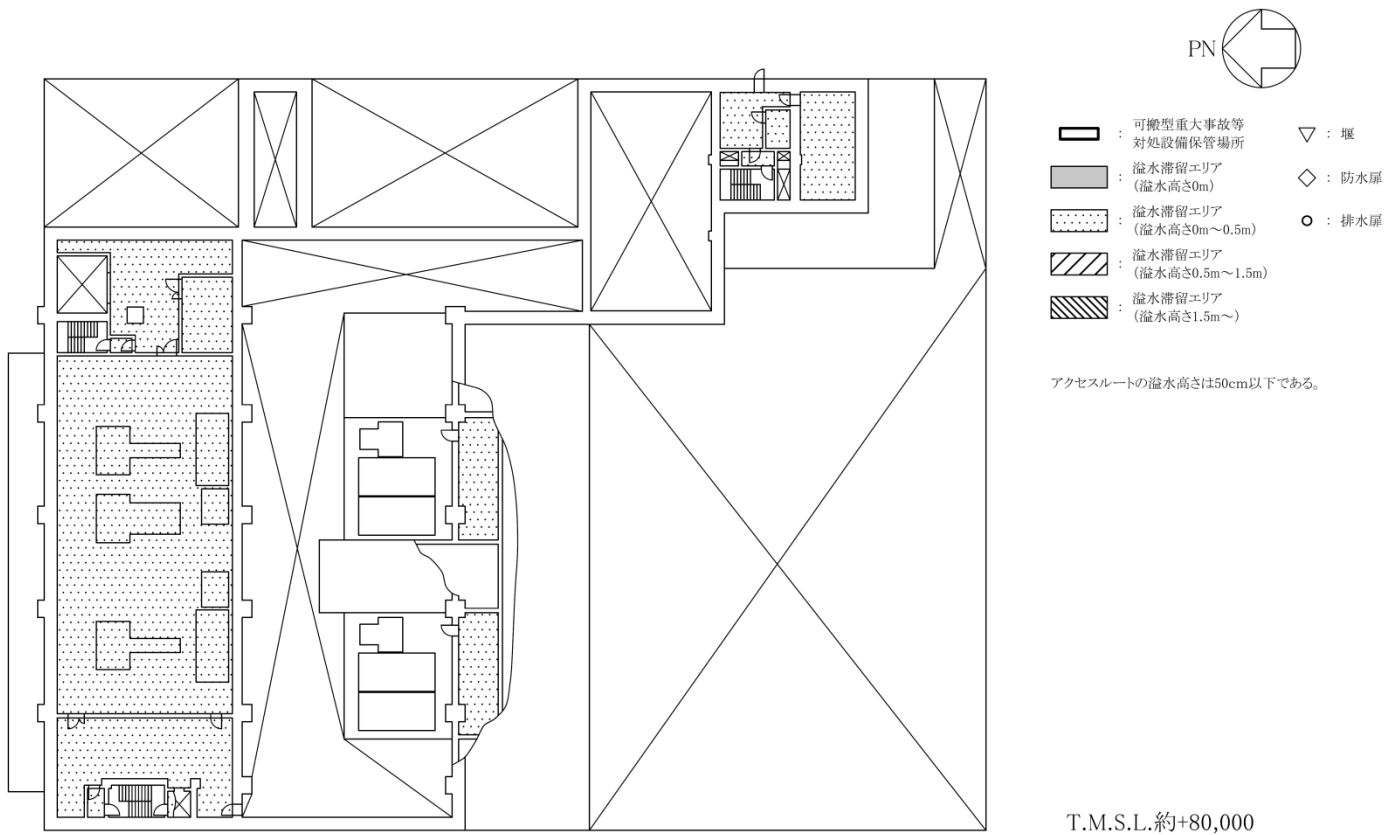 PN
: 可搬型重大事故等
対処設備保管場所
: 堰
: 溢水滞留エリア
(溢水高さ0m)
: 防水扉
: 溢水滞留エリア
(溢水高さ0m～0.5m)
: 排水扉
: 溢水滞留エリア
(溢水高さ0.5m～1.5m)
: 溢水滞留エリア
(溢水高さ1.5m～)
アクセスルートの溢水高さは50cm以下である。
T.M.S.L.約+80,000